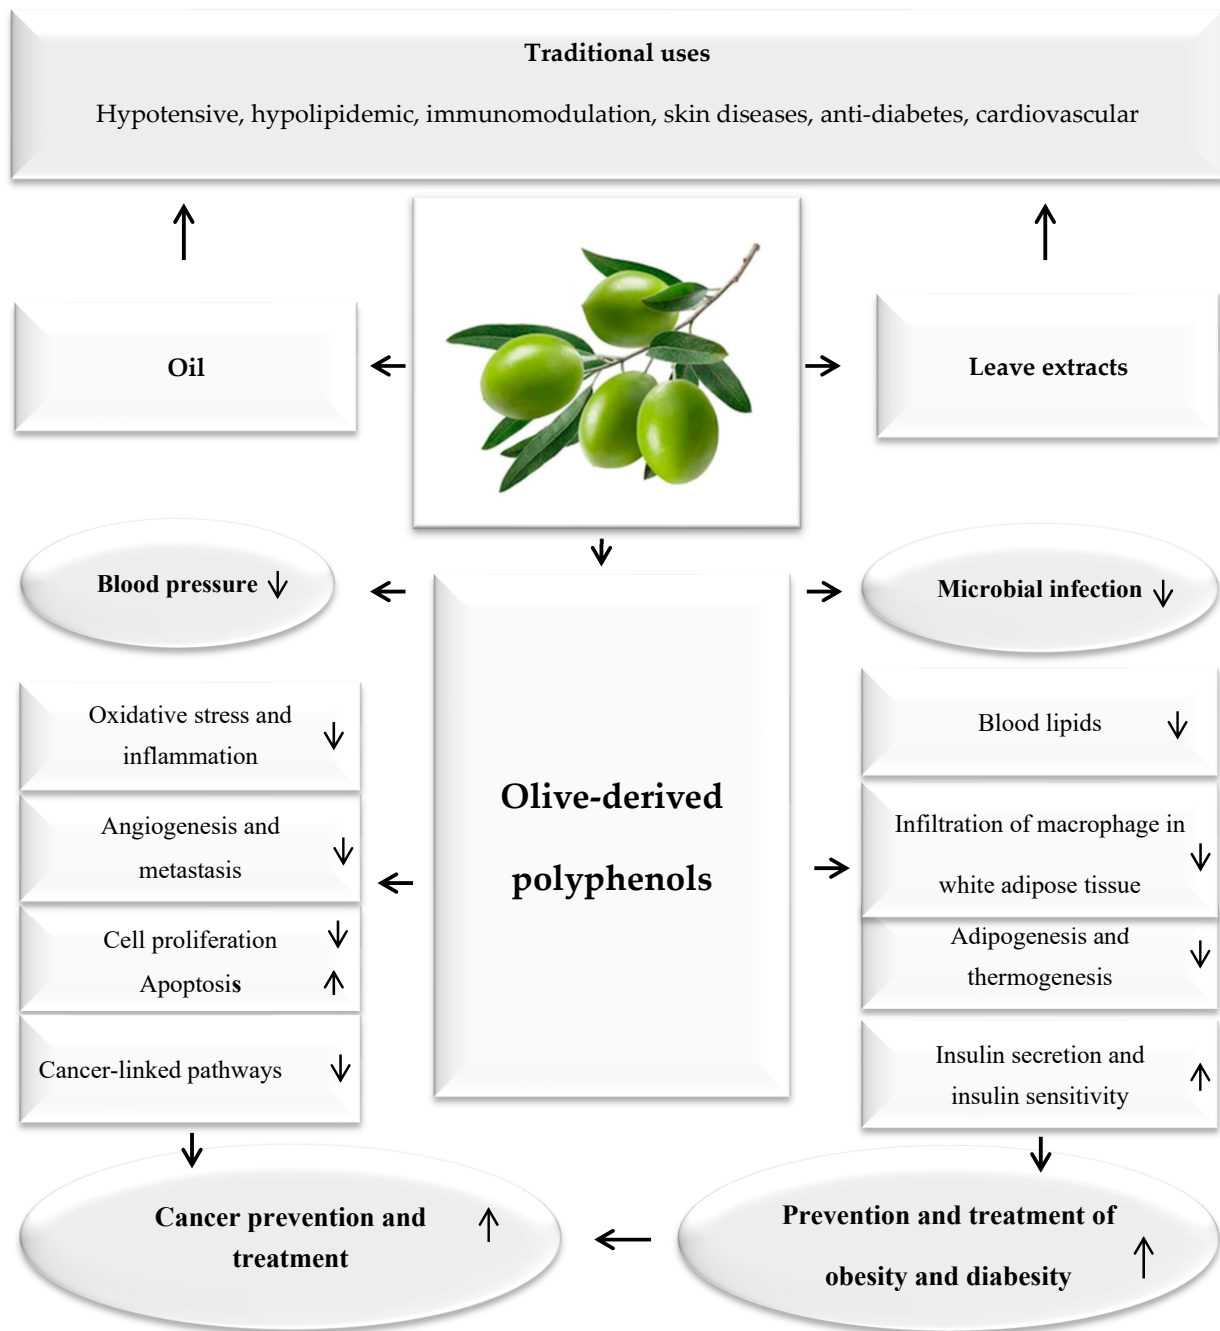 Traditional uses
Hypotensive, hypolipidemic, immunomodulation, skin diseases, anti-diabetes, cardiovascular
Oil
Leave extracts
Blood pressure ↓
Microbial infection ↓
Olive-derived
polyphenols
Oxidative stress and
inflammation ↓
Angiogenesis and
metastasis ↓
Cell proliferation ↓
Apoptosis ↑
Cancer-linked pathways ↓
Blood lipids ↓
Infiltration of macrophage in
white adipose tissue ↓
Adipogenesis and
thermogenesis ↓
Insulin secretion and
insulin sensitivity ↑
Cancer prevention and
treatment ↑
Prevention and treatment of
obesity and diabesity ↑